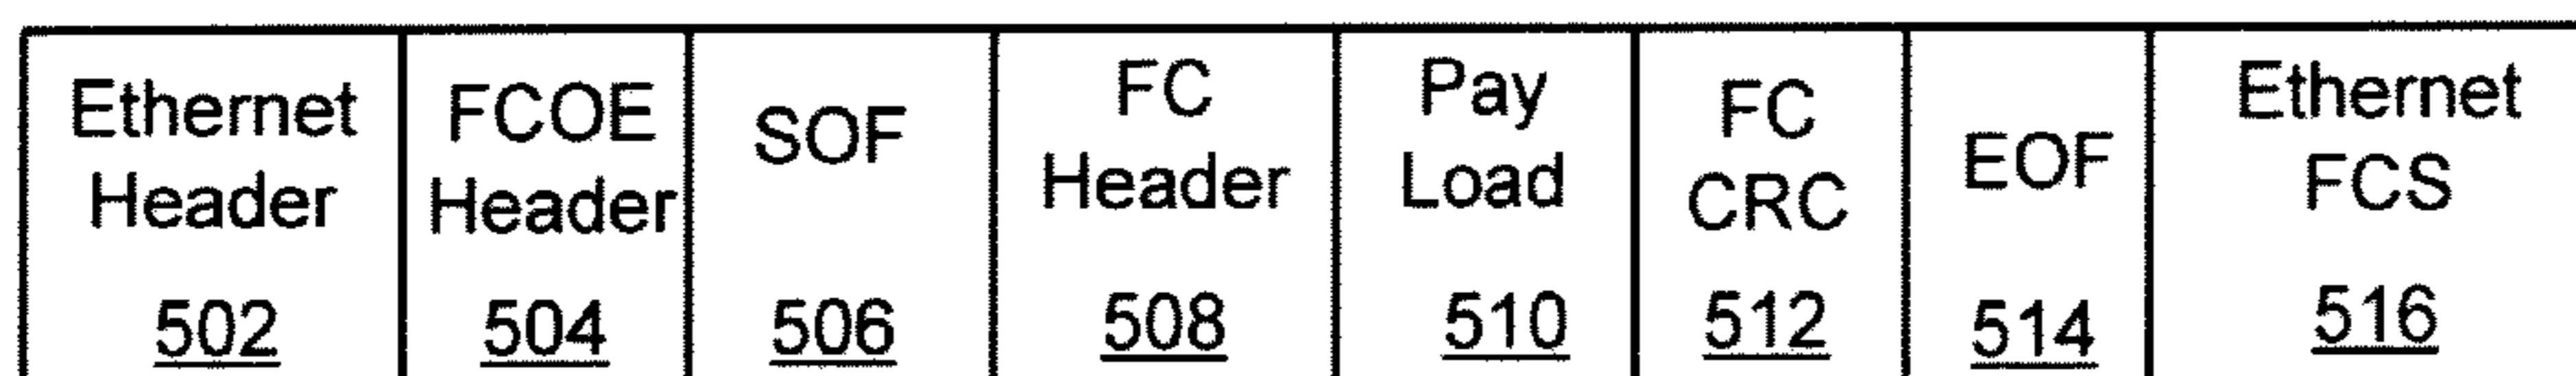 Ethernet
Header
502
FCOE
Header
504
SOF
506
FC
Header
508
Pay
Load
510
FC
CRC
512
EOF
514
Ethernet
FCS
516